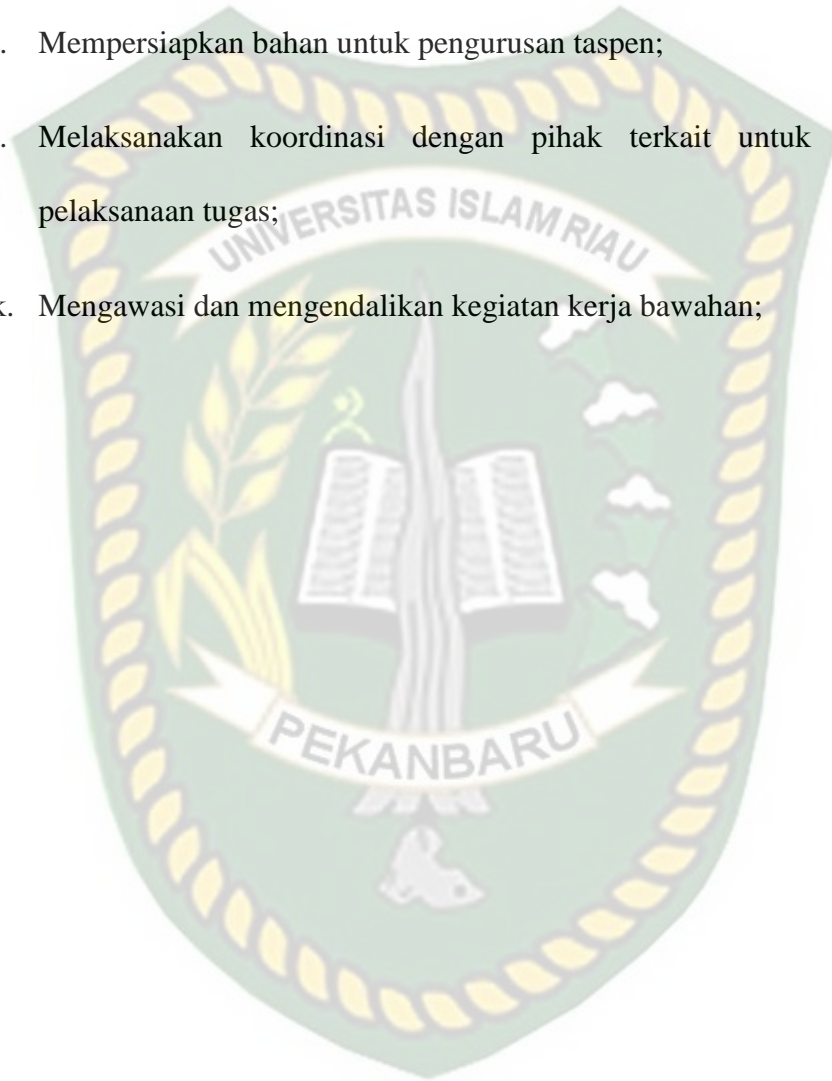 . Mempersiapkan bahan untuk pengurusan taspen;
. Melaksanakan koordinasi dengan pihak terkait untuk
pelaksanaan tugas;
UNIVERSITAS ISLAM RIAU
k. Mengawasi dan mengendalikan kegiatan kerja bawahan;
PEKANBARU